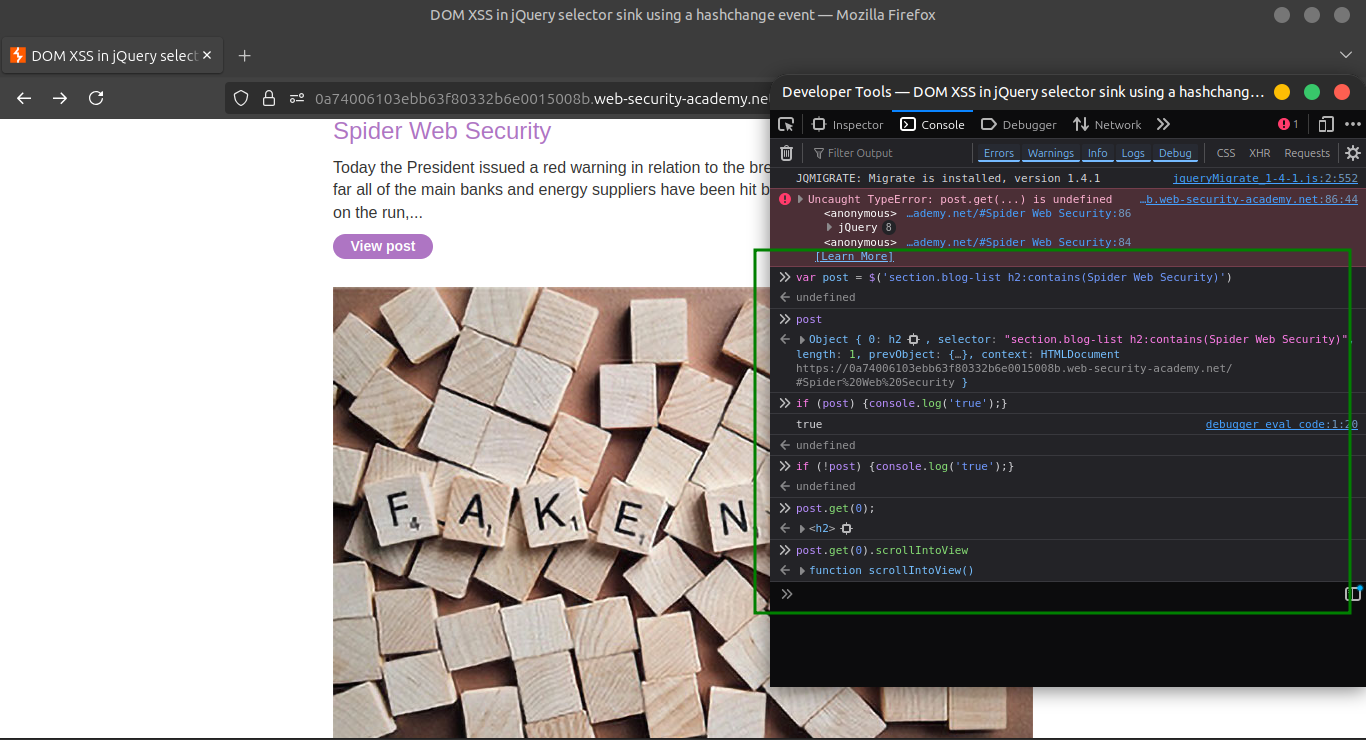 DOM XSS in jQuery selector sink using a hashchange event — Mozilla Firefox
DOM XSS in jQuery select
0a74006103ebb63f80332b6e0015008b.web-security-academy.net
Spider Web Security
Today the President issued a red warning in relation to the bre
far all of the main banks and energy suppliers have been hit b
on the run,...
View post
F A K E N
4 1 1 1
Developer Tools — DOM XSS in jQuery selector sink using a hashchang...
Inspector Console Debugger Network 1
Filter Output Errors Warnings Info Logs Debug CSS XHR Requests
JQMIGRATE: Migrate is installed, version 1.4.1 jqueryMigrate_1-4-1.js:2:552
Uncaught TypeError: post.get(...) is undefined …b.web-security-academy.net:86:44
<anonymous> …ademy.net/#Spider Web Security:86
jQuery 8
<anonymous> …ademy.net/#Spider Web Security:84
[Learn More]
var post = $('section.blog-list h2:contains(Spider Web Security)')
undefined
post
Object { 0: h2 , selector: "section.blog-list h2:contains(Spider Web Security)",
length: 1, prevObject: {…}, context: HTMLDocument
https://0a74006103ebb63f80332b6e0015008b.web-security-academy.net/
#Spider%20Web%20Security }
if (post) {console.log('true');}
true debugger eval code:1:20
undefined
if (!post) {console.log('true');}
undefined
post.get(0);
<h2>
post.get(0).scrollIntoView
function scrollIntoView()